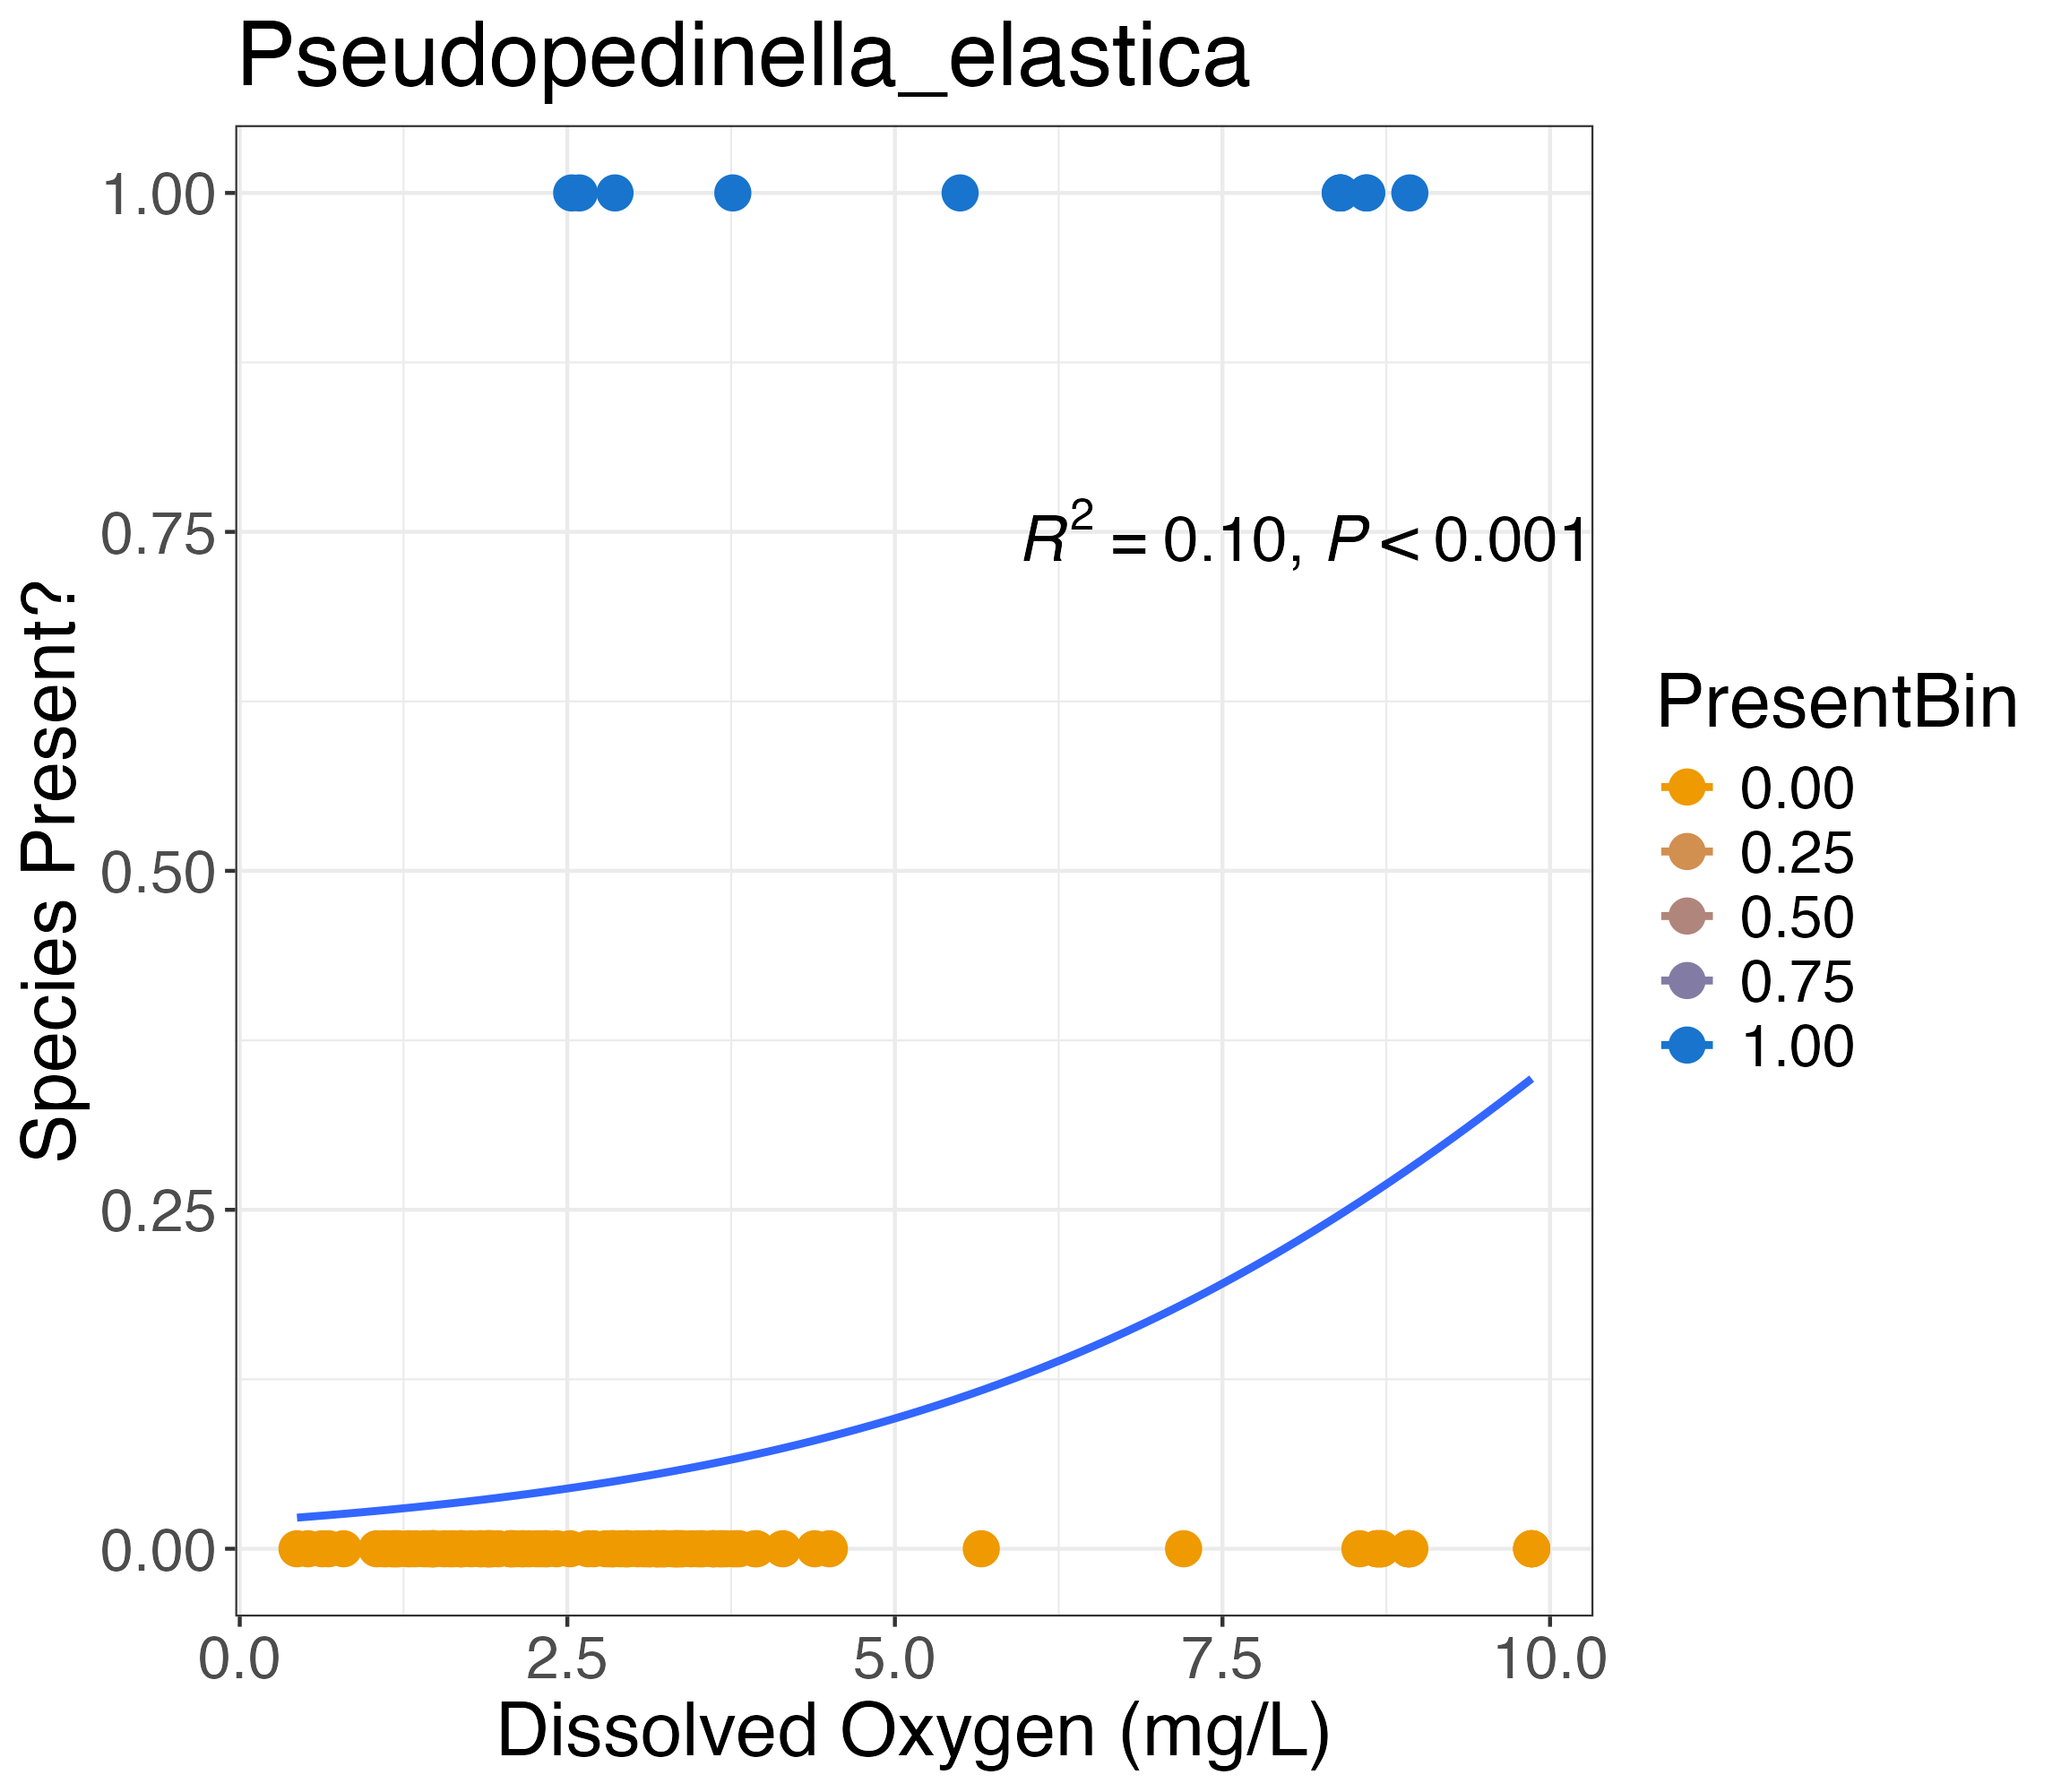 Pseudopedinella_elastica
1.00
0.75
0.50
0.25
0.00
Species Present?
R² = 0.10, P < 0.001
0.0 2.5 5.0 7.5 10.0
Dissolved Oxygen (mg/L)
PresentBin
0.00
0.25
0.50
0.75
1.00